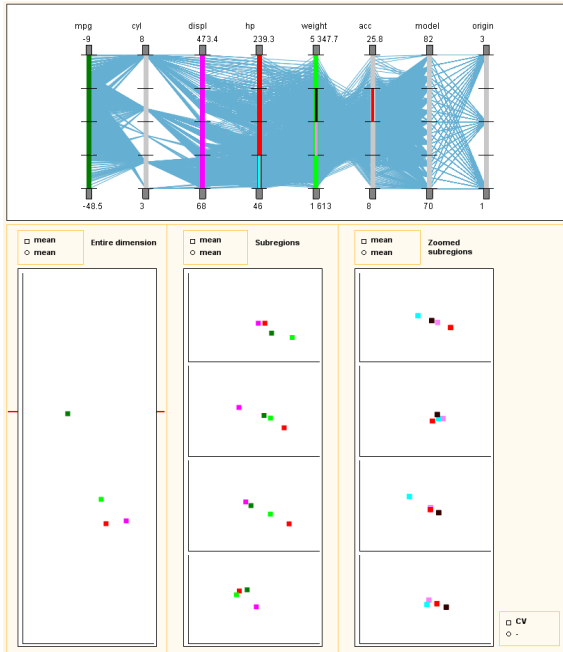 mpg cyl displ hp weight acc model origin
-9 8 473.4 239.3 5 347.7 25.8 82 3
-48.5 3 68 46 1 613 8 70 1
mean
mean
Entire dimension
mean
mean
Subregions
mean
mean
Zoomed
subregions
CV
-